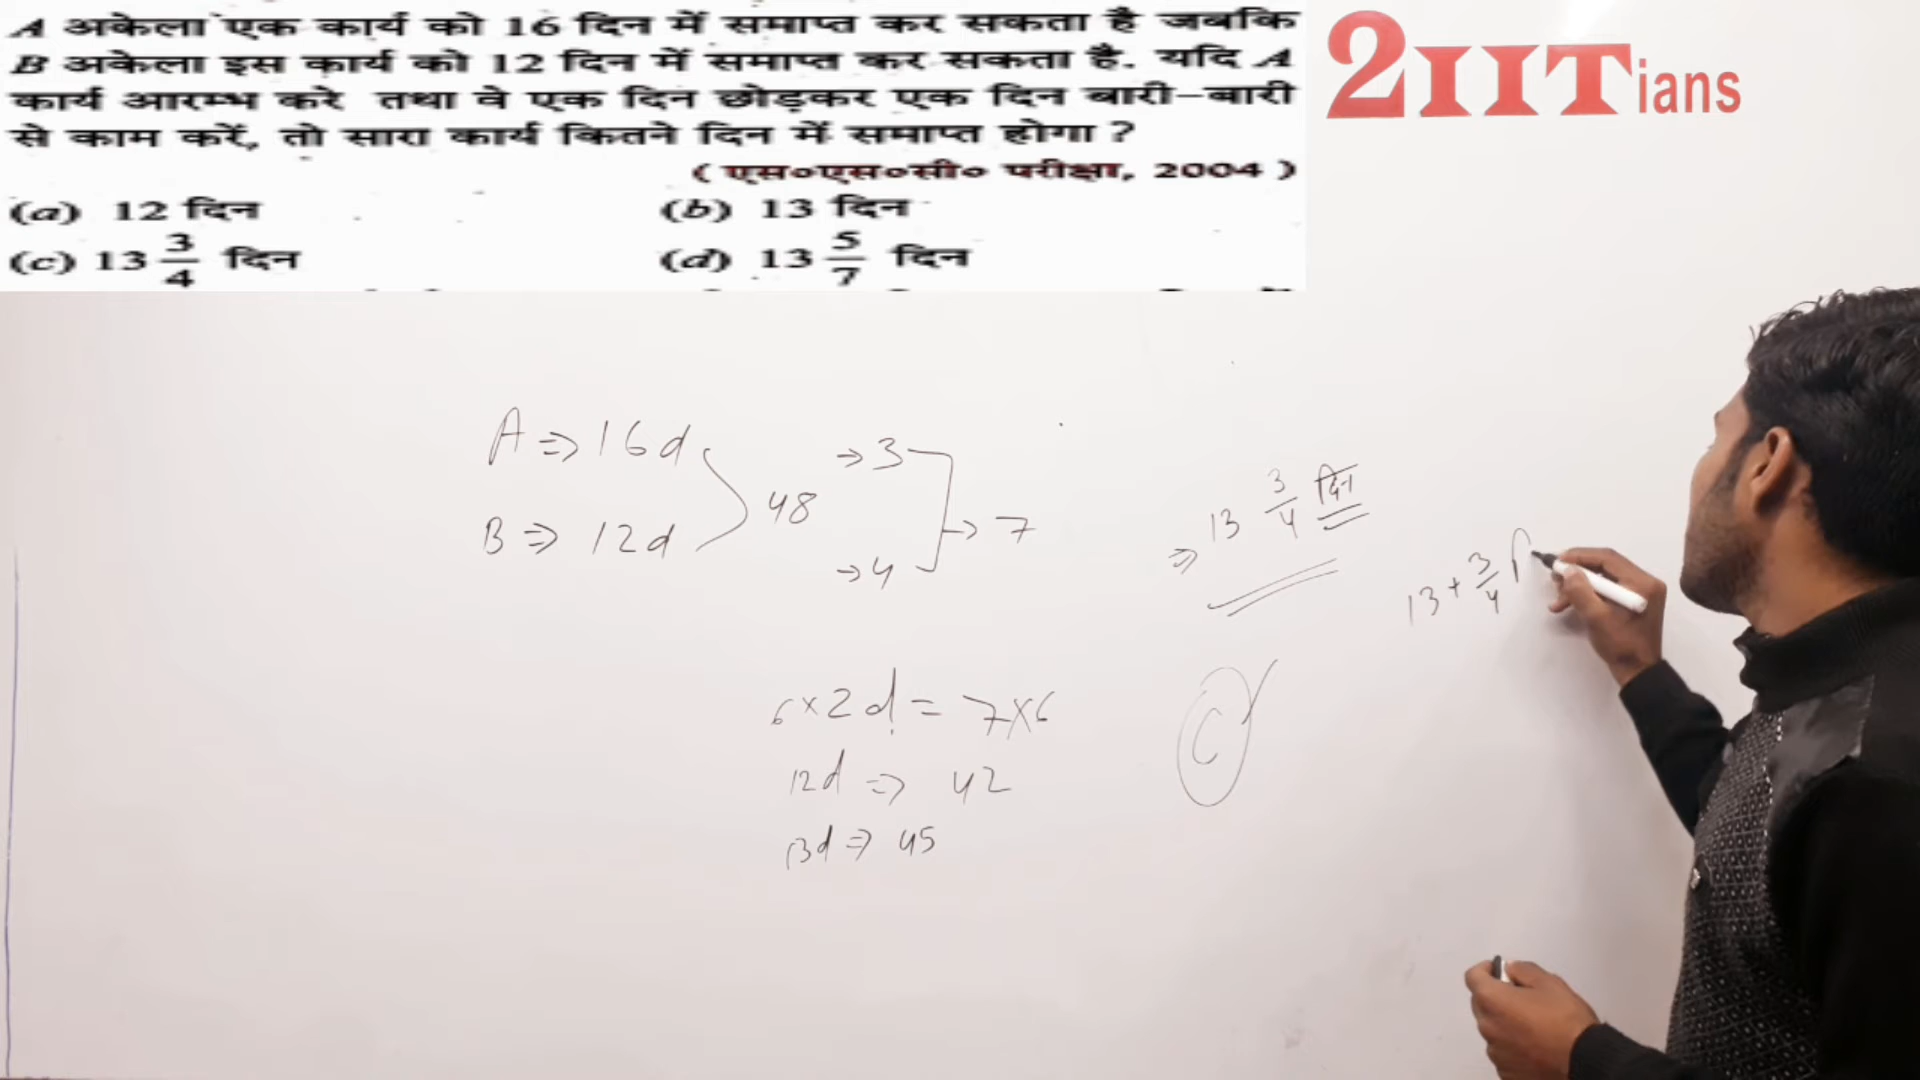 A अकेला एक कार्य को 16 दिन में समाप्त कर सकता है जबकि
B अकेला इस कार्य को 12 दिन में समाप्त कर सकता है. यदि A
कार्य आरम्भ करे तथा वे एक दिन छोड़कर एक दिन बारी-बारी
से काम करें, तो सारा कार्य कितने दिन में समाप्त होगा ?
( एस॰एस॰सी॰ परीक्षा, 2004 )
(a) 12 दिन (b) 13 दिन
(c) 13 3/4 दिन (d) 13 5/7 दिन
2IITians
A ⇒ 16d
B ⇒ 12d
48
→ 3
→ 4
→ 7
⇒ 13 3/4 दिन
13 + 3/4
6×2d = 7×6
12d ⇒ 42
13d ⇒ 45
C